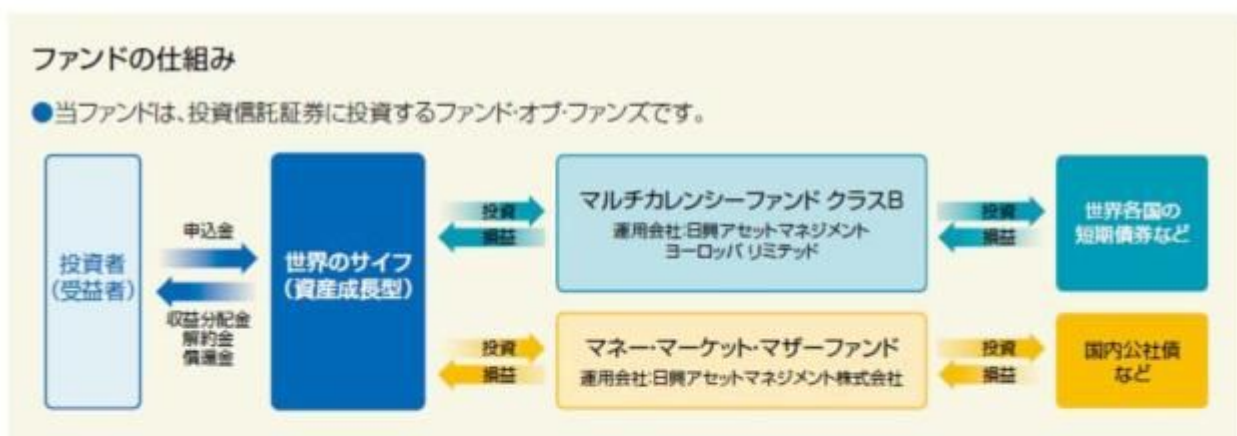 ファンドの仕組み
●当ファンドは、投資信託証券に投資するファンド・オブ・ファンズです。
投資者
(受益者)
申込金
収益分配金
解約金
償還金
世界のサイフ
(資産成長型)
投資
損益
マルチカレンシーファンド クラスB
運用会社:日興アセットマネジメント
ヨーロッパ リミテッド
投資
損益
世界各国の
短期債券など
投資
損益
マネー・マーケット・マザーファンド
運用会社:日興アセットマネジメント株式会社
投資
損益
国内公社債
など